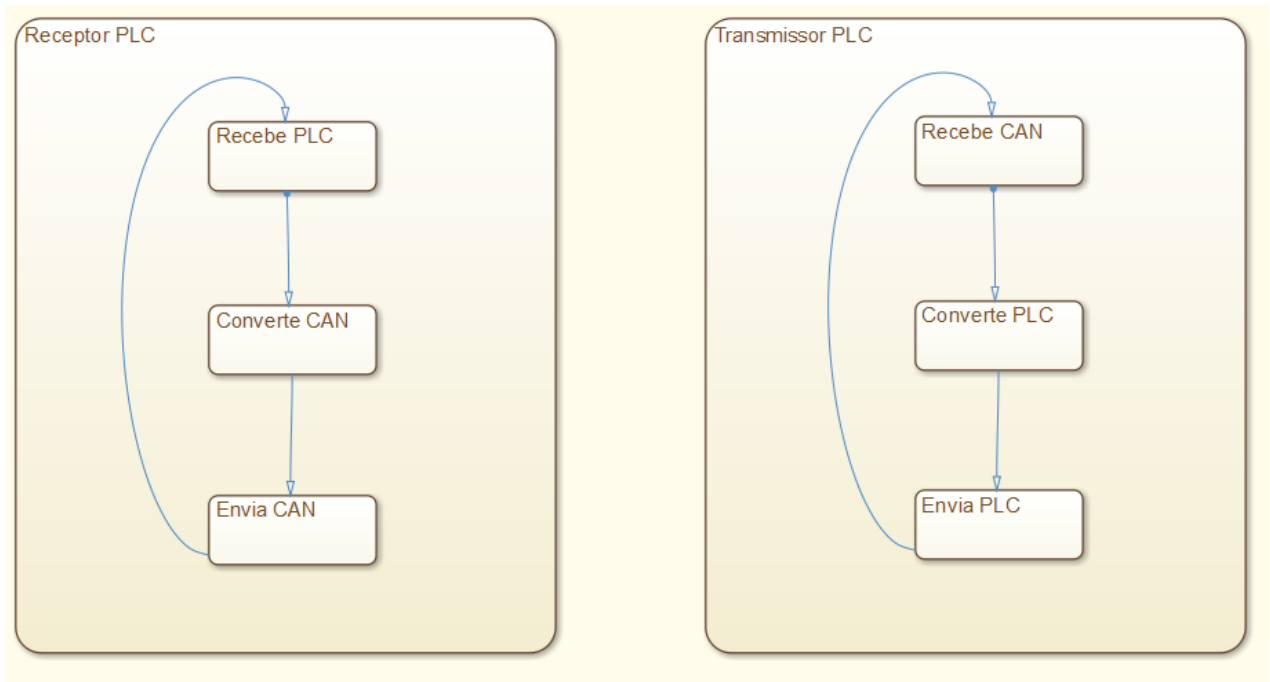 Receptor PLC
Recebe PLC
Converte CAN
Envia CAN
Transmissor PLC
Recebe CAN
Converte PLC
Envia PLC